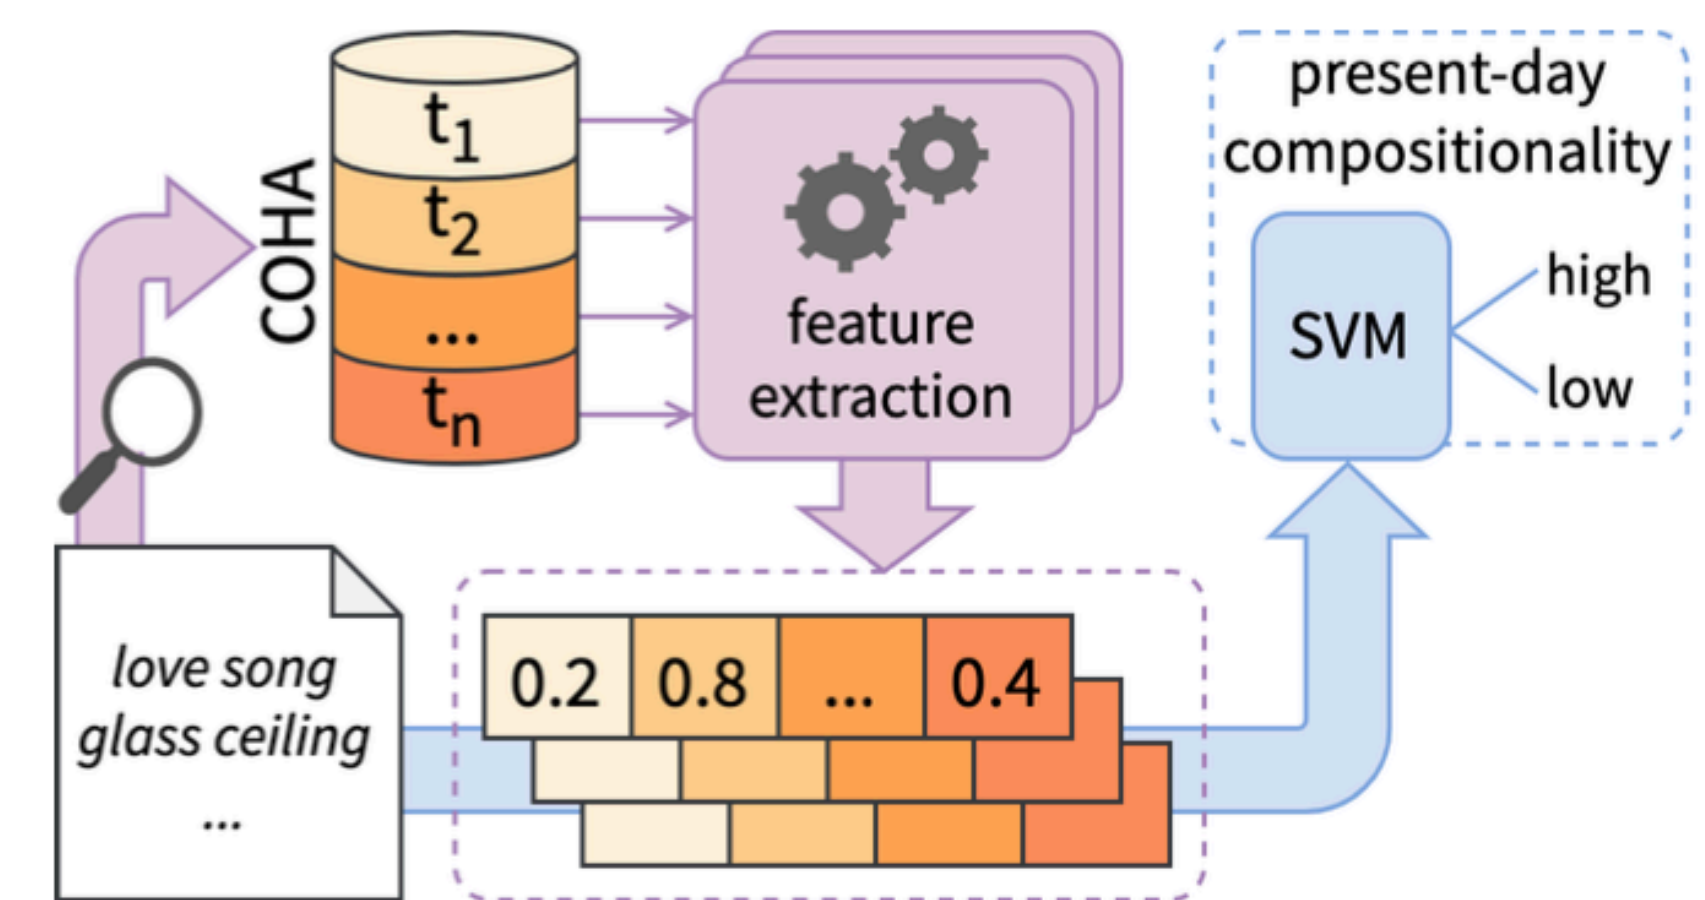 COHA
t1
t2
...
tn
feature
extraction
present-day
compositionality
SVM
high
low
love song
glass ceiling
...
0.2 0.8 ... 0.4